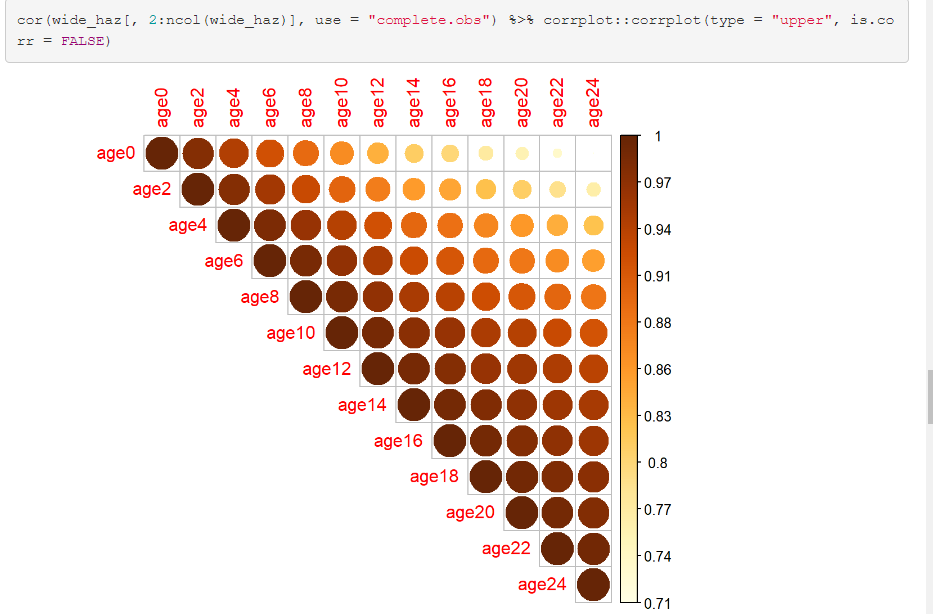 cor(wide_haz[, 2:ncol(wide_haz)], use = "complete.obs") %>% corrplot::corrplot(type = "upper", is.co
rr = FALSE)
age0 age2 age4 age6 age8 age10 age12 age14 age16 age18 age20 age22 age24
age0
age2
age4
age6
age8
age10
age12
age14
age16
age18
age20
age22
age24
1
0.97
0.94
0.91
0.88
0.86
0.83
0.8
0.77
0.74
0.71